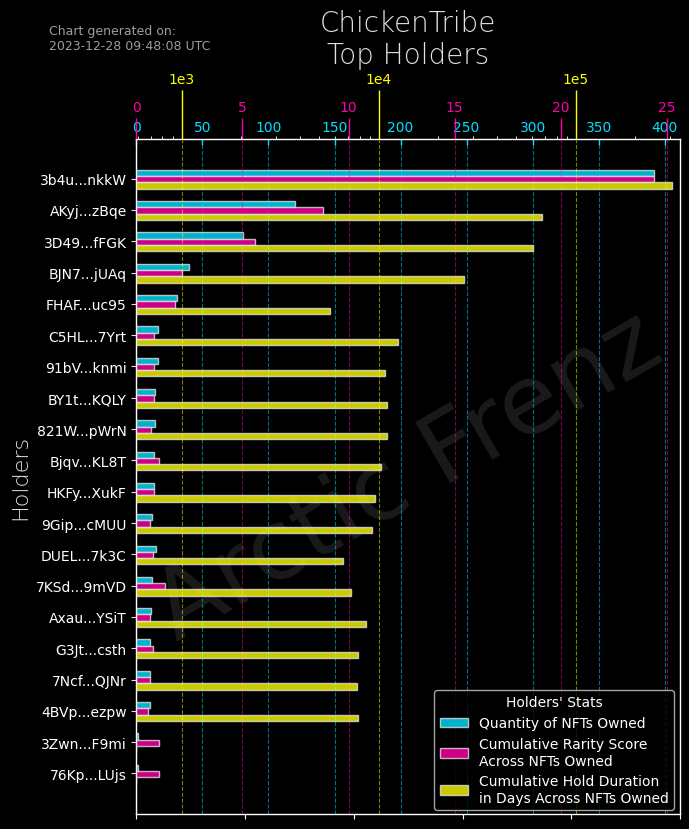 Chart generated on:
2023-12-28 09:48:08 UTC
ChickenTribe
Top Holders
1e3 1e4 1e5
0 5 10 15 20 25
0 50 100 150 200 250 300 350 400
Holders
3b4u...nkkW
AKyj...zBqe
3D49...fFGK
BJN7...jUAq
FHAF...uc95
C5HL...7Yrt
91bV...knmi
BY1t...KQLY
821W...pWrN
Bjqv...KL8T
HKFy...XukF
9Gip...cMUU
DUEL...7k3C
7KSd...9mVD
Axau...YSiT
G3Jt...csth
7Ncf...QJNr
4BVp...ezpw
3Zwn...F9mi
76Kp...LUjs
Arctic Frenz
Holders' Stats
Quantity of NFTs Owned
Cumulative Rarity Score
Across NFTs Owned
Cumulative Hold Duration
in Days Across NFTs Owned